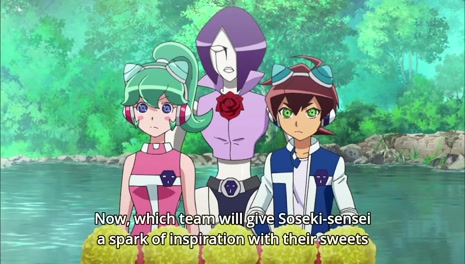 Now, which team will give Soseki-sensei
a spark of inspiration with their sweets